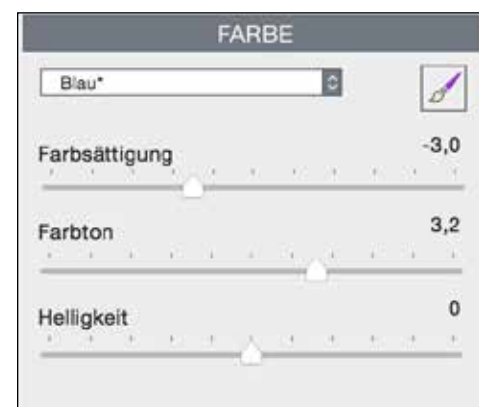 FARBE
Blau*
Farbsättigung -3,0
Farbton 3,2
Helligkeit 0